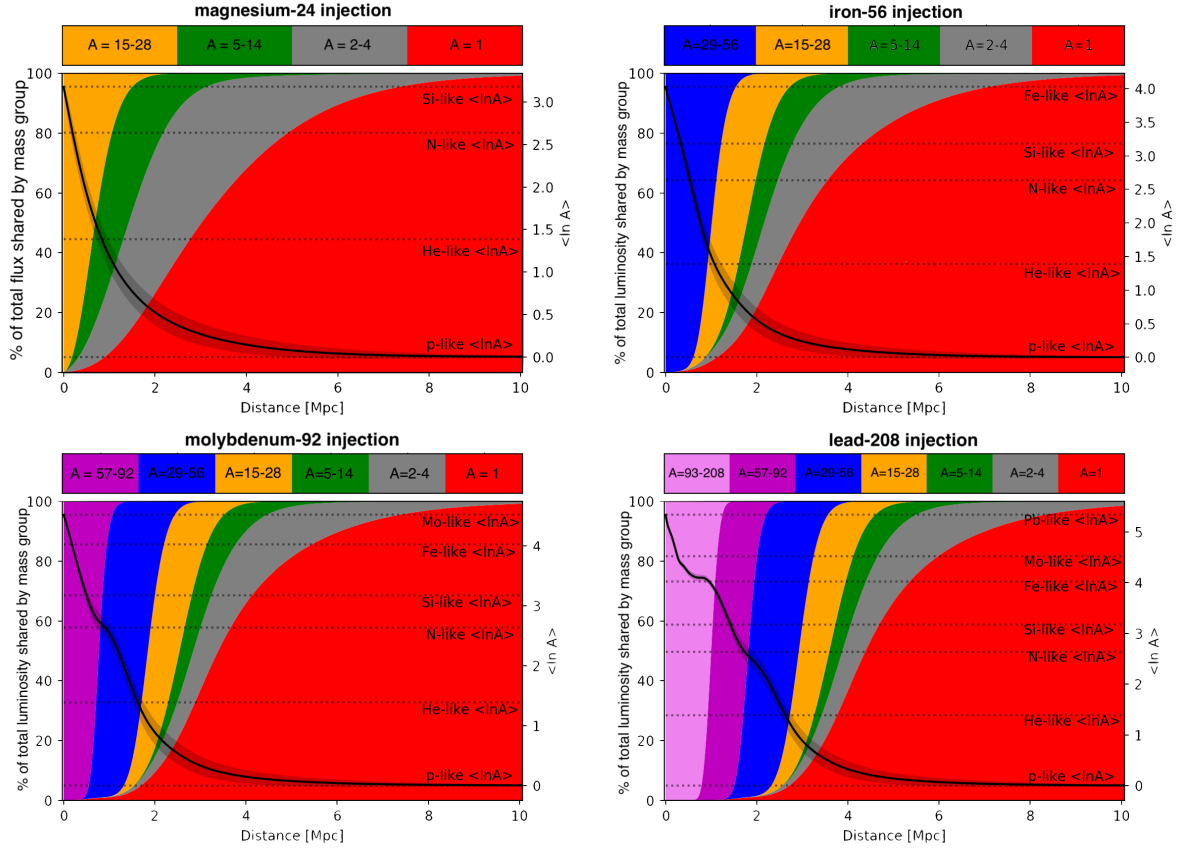 magnesium-24 injection
A = 15-28 A = 5-14 A = 2-4 A = 1
% of total flux shared by mass group
100
80
60
40
20
0
Si-like <lnA>
N-like <lnA>
He-like <lnA>
p-like <lnA>
3.0
2.5
2.0
1.5
1.0
0.5
0.0
<ln A>
0 2 4 6 8 10
Distance [Mpc]
iron-56 injection
A=29-56 A=15-28 A=5-14 A=2-4 A=1
% of total luminosity shared by mass group
100
80
60
40
20
0
Fe-like <lnA>
Si-like <lnA>
N-like <lnA>
He-like <lnA>
p-like <lnA>
4.0
3.5
3.0
2.5
2.0
1.5
1.0
0.5
0.0
<ln A>
0 2 4 6 8 10
Distance [Mpc]
molybdenum-92 injection
A = 57-92 A=29-56 A=15-28 A=5-14 A=2-4 A = 1
% of total luminosity shared by mass group
100
80
60
40
20
0
Mo-like <lnA>
Fe-like <lnA>
Si-like <lnA>
N-like <lnA>
He-like <lnA>
p-like <lnA>
4
3
2
1
0
<ln A>
0 2 4 6 8 10
Distance [Mpc]
lead-208 injection
A=93-208 A=57-92 A=29-56 A=15-28 A=5-14 A=2-4 A=1
% of total luminosity shared by mass group
100
80
60
40
20
0
Pb-like <lnA>
Mo-like <lnA>
Fe-like <lnA>
Si-like <lnA>
N-like <lnA>
He-like <lnA>
p-like <lnA>
5
4
3
2
1
0
<ln A>
0 2 4 6 8 10
Distance [Mpc]